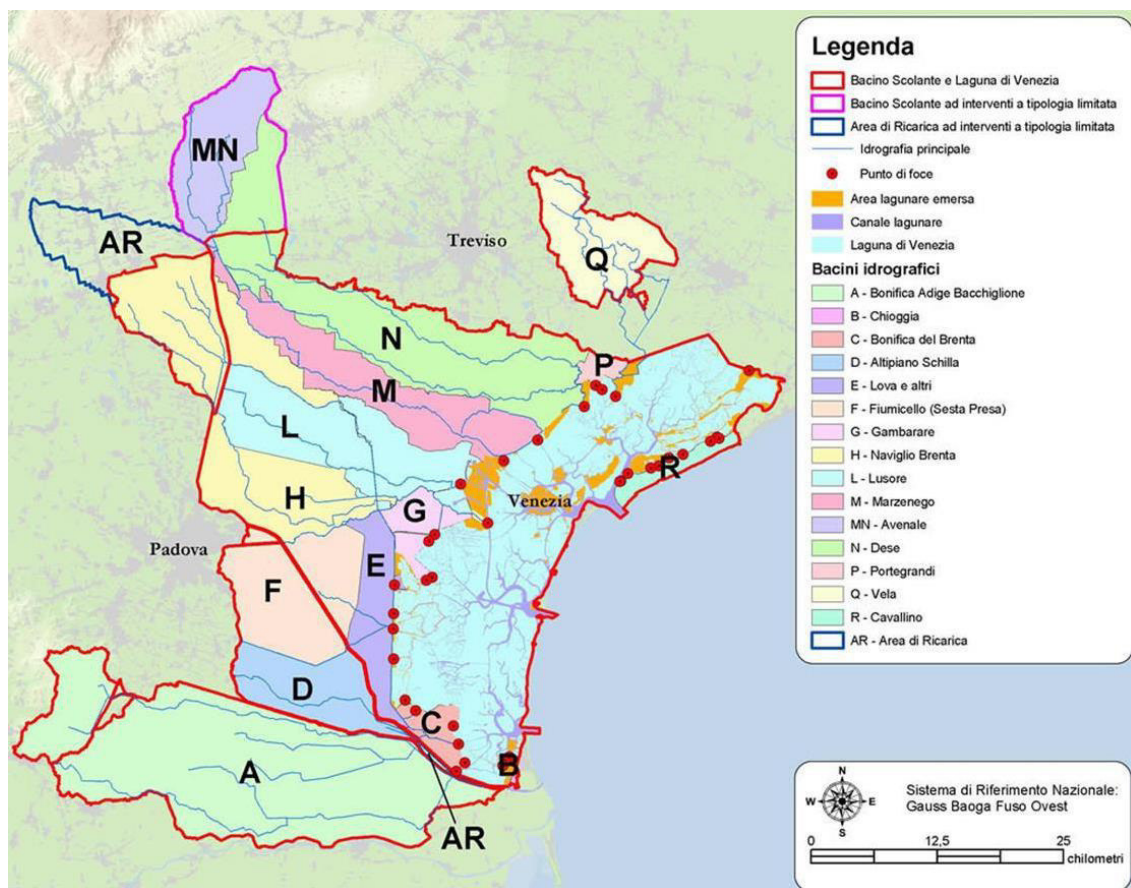 MN
AR
Treviso
Q
N
P
M
L
R
H
G
Venezia
Padova
E
F
D
C
B
A
AR
Legenda
Bacino Scolante e Laguna di Venezia
Bacino Scolante ad interventi a tipologia limitata
Area di Ricarica ad interventi a tipologia limitata
Idrografia principale
Punto di foce
Area lagunare emersa
Canale lagunare
Laguna di Venezia
Bacini idrografici
A - Bonifica Adige Bacchiglione
B - Chioggia
C - Bonifica del Brenta
D - Altipiano Schilla
E - Lova e altri
F - Fiumicello (Sesta Presa)
G - Gambarare
H - Naviglio Brenta
L - Lusore
M - Marzenego
MN - Avenale
N - Dese
P - Portegrandi
Q - Vela
R - Cavallino
AR - Area di Ricarica
N
W E
S
Sistema di Riferimento Nazionale:
Gauss Baoga Fuso Ovest
0 12,5 25
chilometri